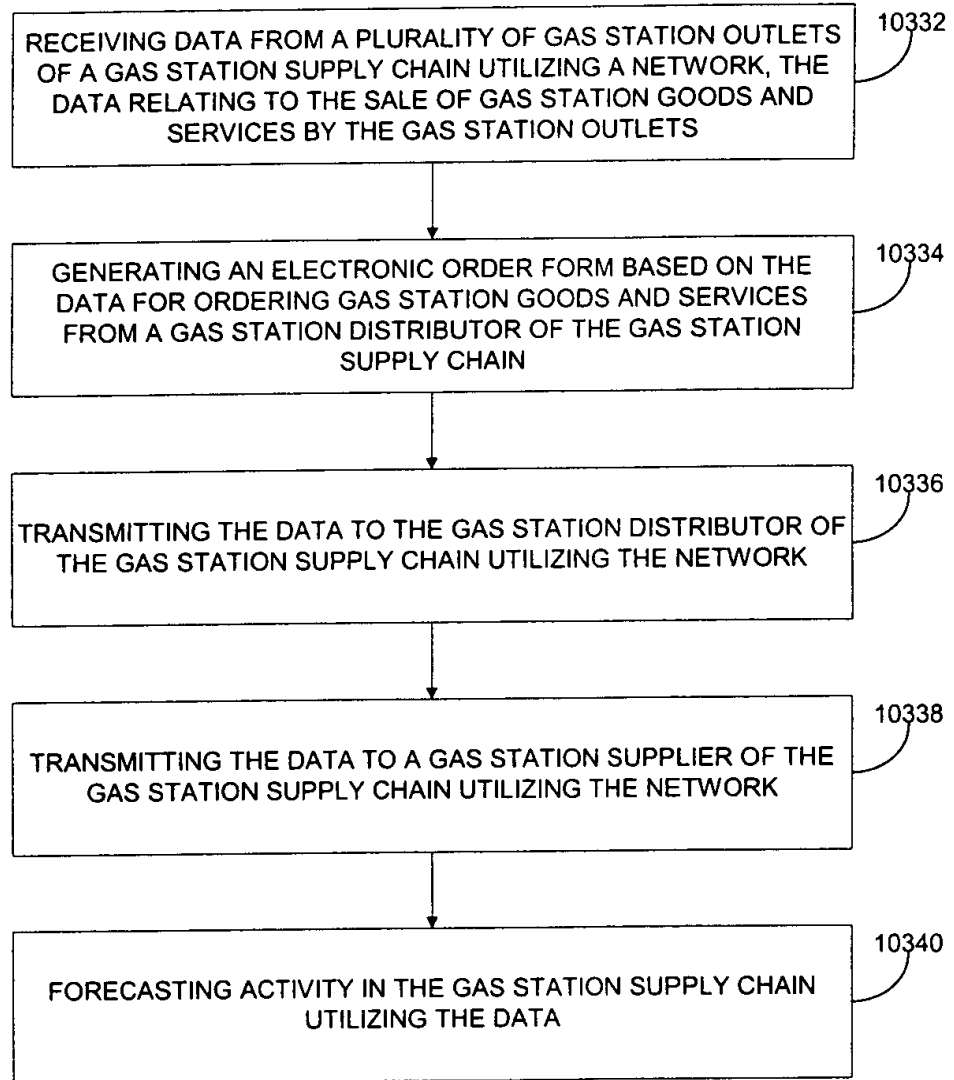 10332
RECEIVING DATA FROM A PLURALITY OF GAS STATION OUTLETS
OF A GAS STATION SUPPLY CHAIN UTILIZING A NETWORK, THE
DATA RELATING TO THE SALE OF GAS STATION GOODS AND
SERVICES BY THE GAS STATION OUTLETS
10334
GENERATING AN ELECTRONIC ORDER FORM BASED ON THE
DATA FOR ORDERING GAS STATION GOODS AND SERVICES
FROM A GAS STATION DISTRIBUTOR OF THE GAS STATION
SUPPLY CHAIN
10336
TRANSMITTING THE DATA TO THE GAS STATION DISTRIBUTOR OF
THE GAS STATION SUPPLY CHAIN UTILIZING THE NETWORK
10338
TRANSMITTING THE DATA TO A GAS STATION SUPPLIER OF THE
GAS STATION SUPPLY CHAIN UTILIZING THE NETWORK
10340
FORECASTING ACTIVITY IN THE GAS STATION SUPPLY CHAIN
UTILIZING THE DATA